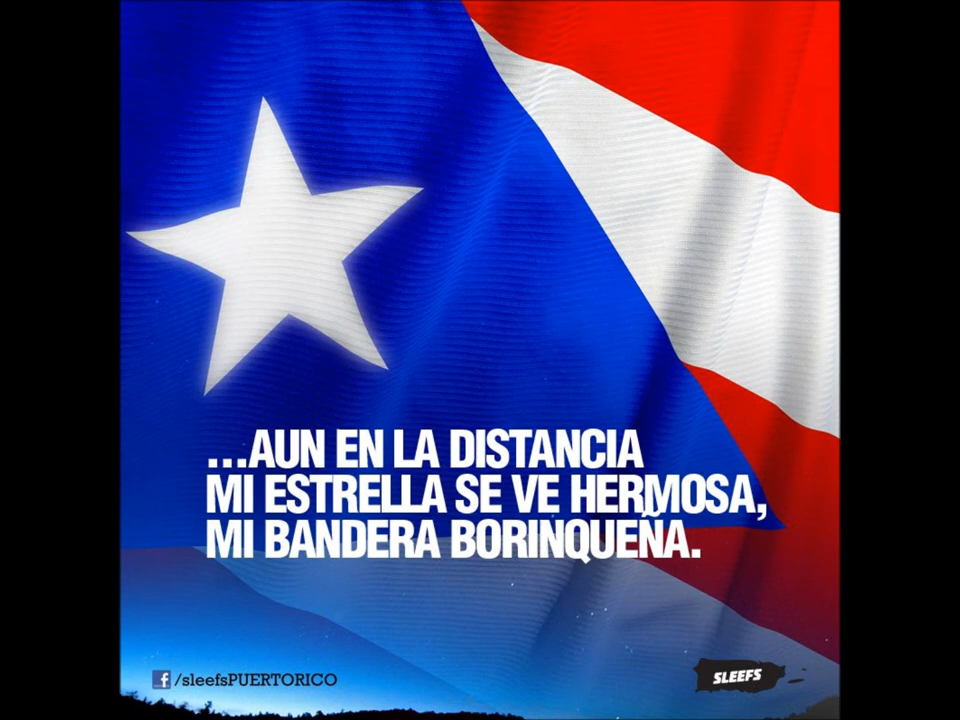 ...AUN EN LA DISTANCIA
MI ESTRELLA SE VE HERMOSA,
MI BANDERA BORINQUEÑA.
f/sleefsPUERTORICO
SLEEFS